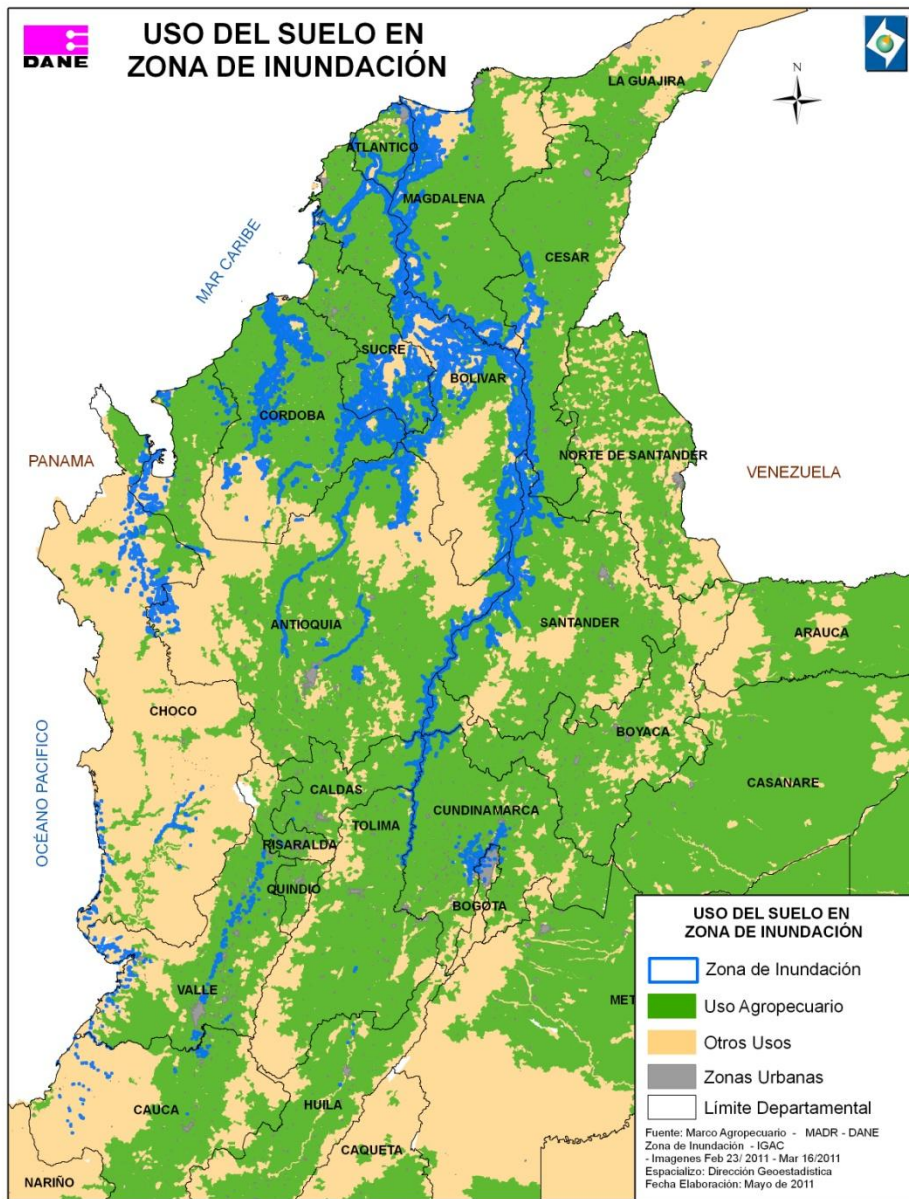 DANE
USO DEL SUELO EN
ZONA DE INUNDACIÓN
N
LA GUAJIRA
ATLANTICO
MAGDALENA
CESAR
MAR CARIBE
SUCRE
BOLIVAR
CORDOBA
PANAMA
NORTE DE SANTANDER
VENEZUELA
ANTIOQUIA
SANTANDER
ARAUCA
CHOCO
BOYACA
OCÉANO PACIFICO
CASANARE
CALDAS
CUNDINAMARCA
TOLIMA
RISARALDA
QUINDIO
BOGOTA
VALLE
MET
CAUCA
HUILA
CAQUETA
NARIÑO
USO DEL SUELO EN
ZONA DE INUNDACIÓN
Zona de Inundación
Uso Agropecuario
Otros Usos
Zonas Urbanas
Límite Departamental
Fuente: Marco Agropecuario - MADR - DANE
Zona de Inundación - IGAC
- Imagenes Feb 23/ 2011 - Mar 16/2011
Espacializo: Dirección Geoestadistica
Fecha Elaboración: Mayo de 2011